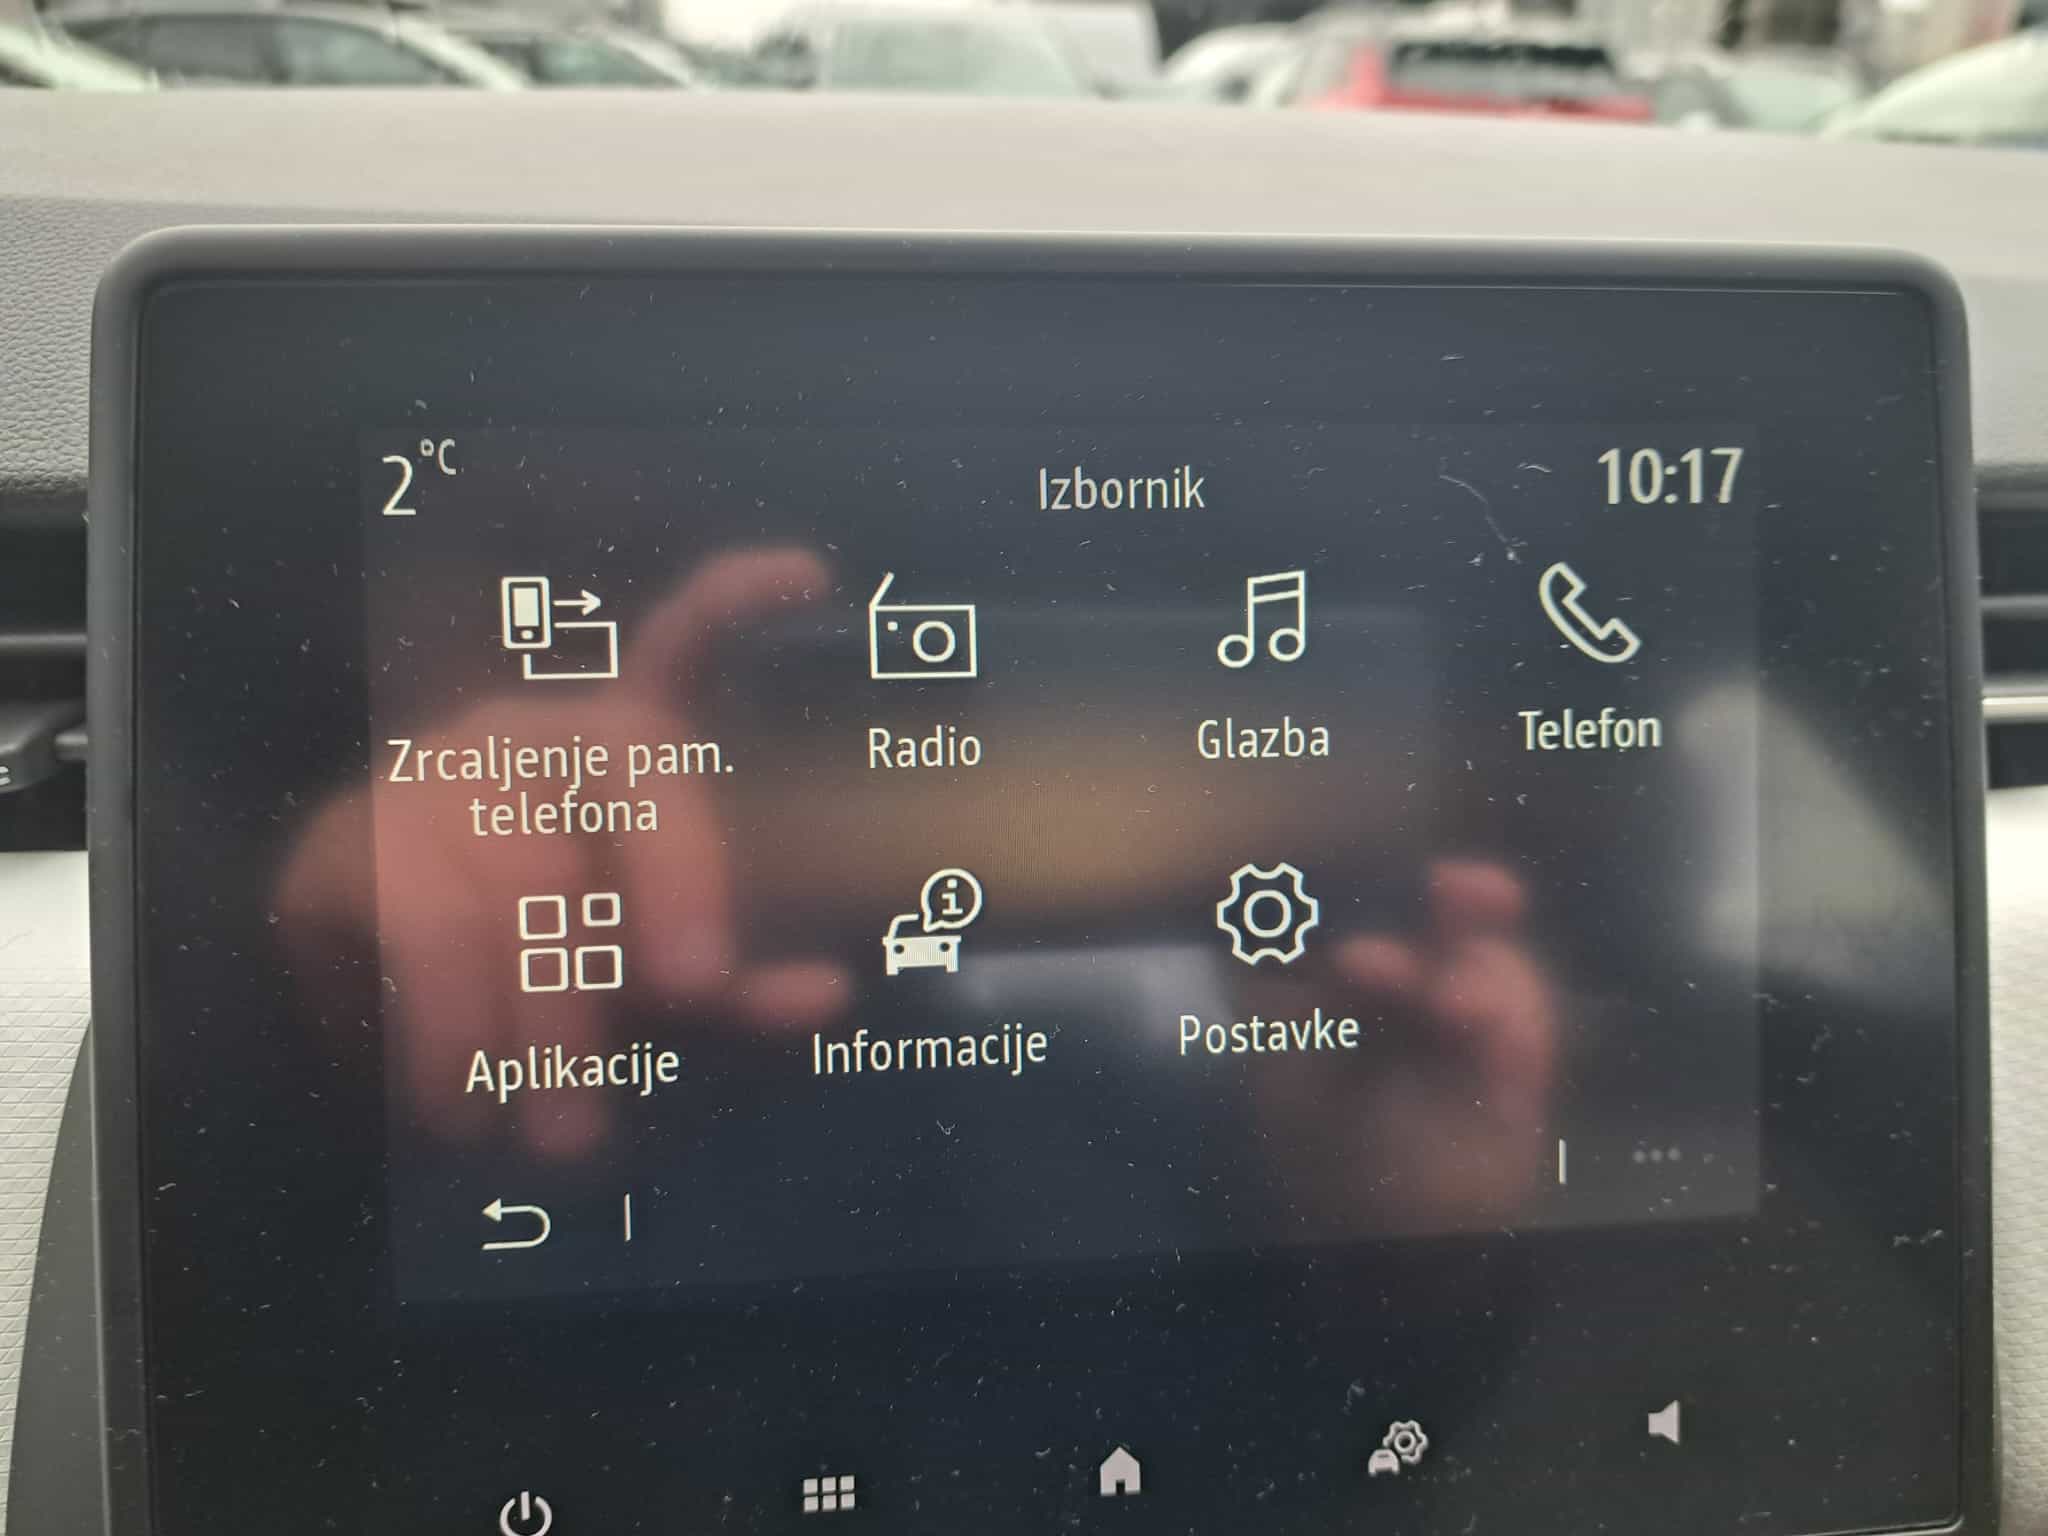 2°C
Izbornik
10:17
Zrcaljenje pam.
telefona
Radio
Glazba
Telefon
Aplikacije
Informacije
Postavke